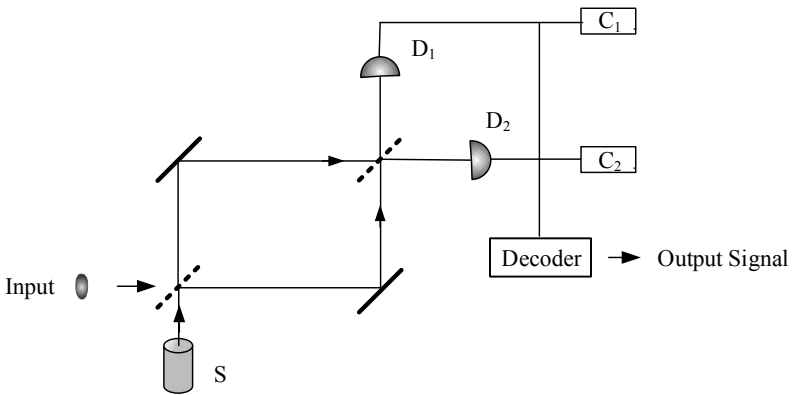 C₁
D₁
D₂
C₂
Decoder
Output Signal
Input
S